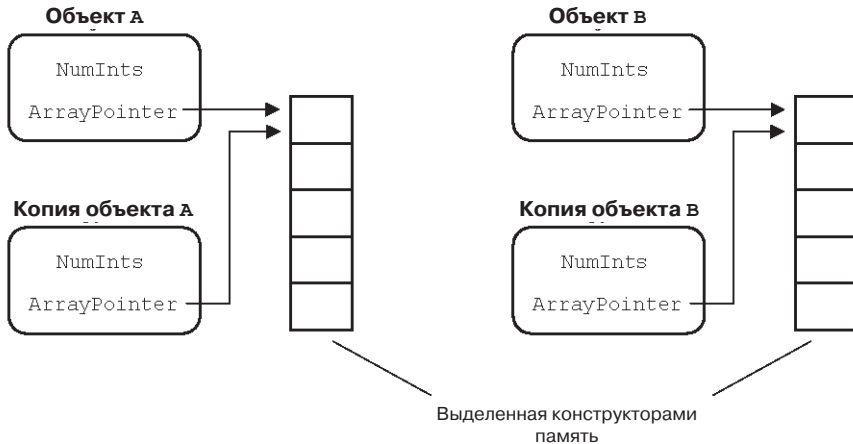 Объект A
NumInts
ArrayPointer
Копия объекта A
NumInts
ArrayPointer
Объект B
NumInts
ArrayPointer
Копия объекта B
NumInts
ArrayPointer
Выделенная конструкторами
память